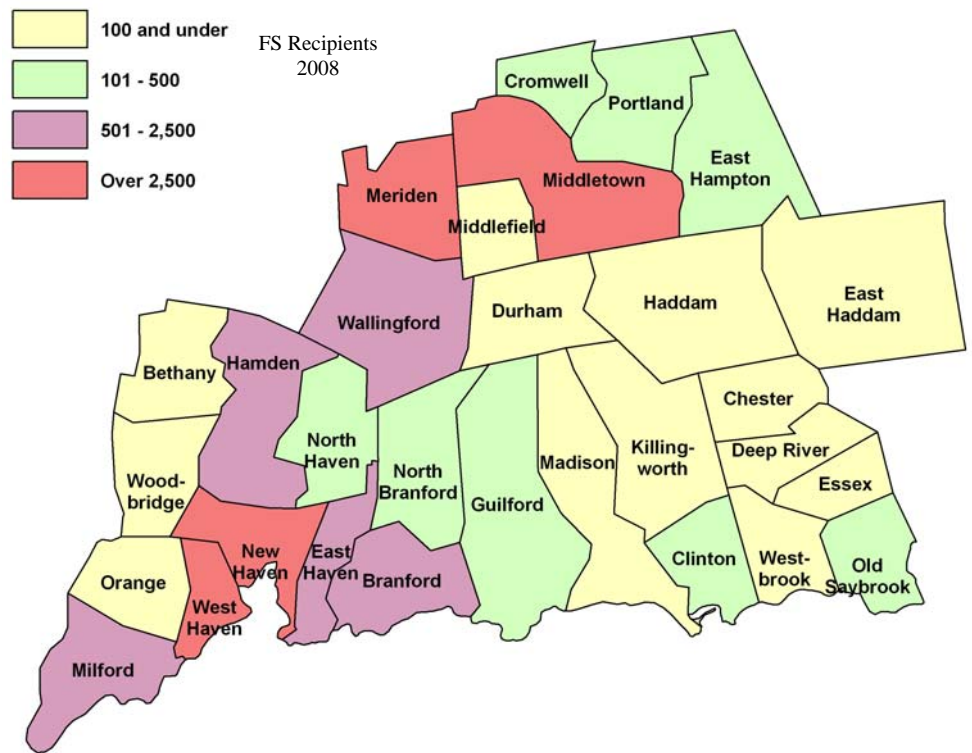 100 and under
101 - 500
501 - 2,500
Over 2,500
FS Recipients
2008
Cromwell
Portland
East
Hampton
Meriden
Middletown
Middlefield
Wallingford
Durham
Haddam
East
Haddam
Bethany
Hamden
North
Haven
North
Branford
Guilford
Madison
Killing-
worth
Chester
Deep River
Essex
Wood-
bridge
Orange
New
Haven
West
Haven
East
Haven
Branford
Clinton
West-
brook
Old
Saybrook
Milford